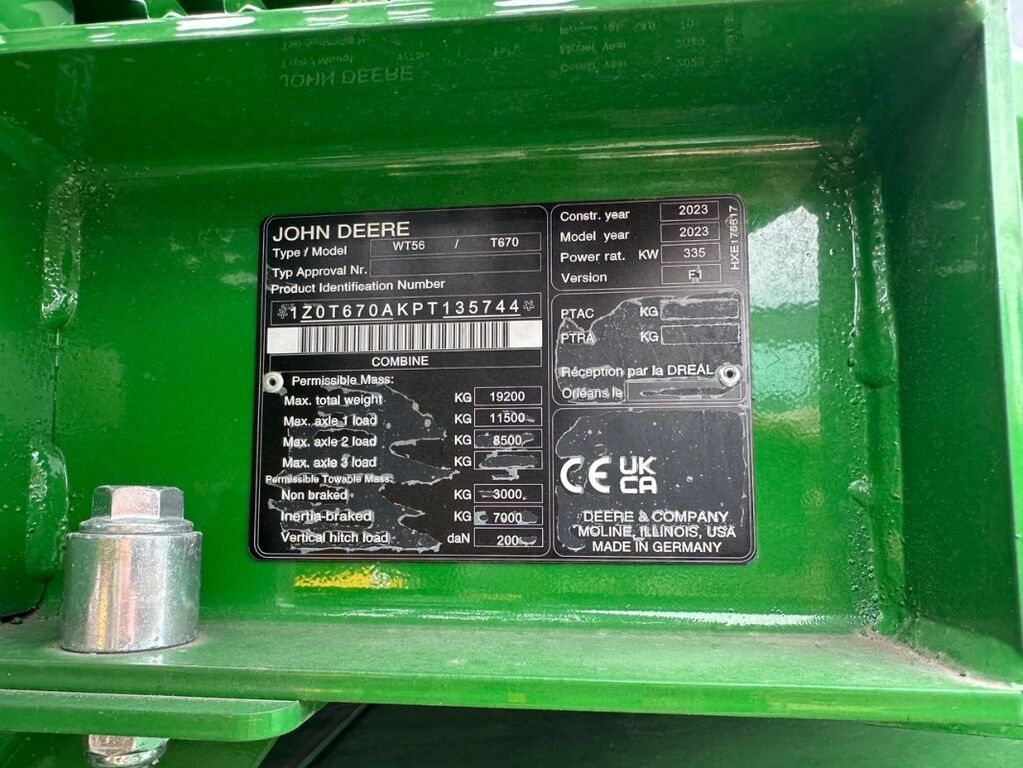 JOHN DEERE
Type / Model WT56 / T670
Typ Approval Nr.
Product Identification Number
*1Z0T670AKPT135744*
COMBINE
Permissible Mass:
Max. total weight KG 19200
Max. axle 1 load KG 11500
Max. axle 2 load KG 8500
Max. axle 3 load KG
Permissible Towable Mass:
Non braked KG 3000
Inertia-braked KG 7000
Vertical hitch load daN 200
Constr. year 2023
Model year 2023
Power rat. KW 335
Version F1
HXE175617
PTAC KG
PTRA KG
Réception par la DREAL
Orléans le
CE UK
CA
DEERE & COMPANY
MOLINE, ILLINOIS, USA
MADE IN GERMANY